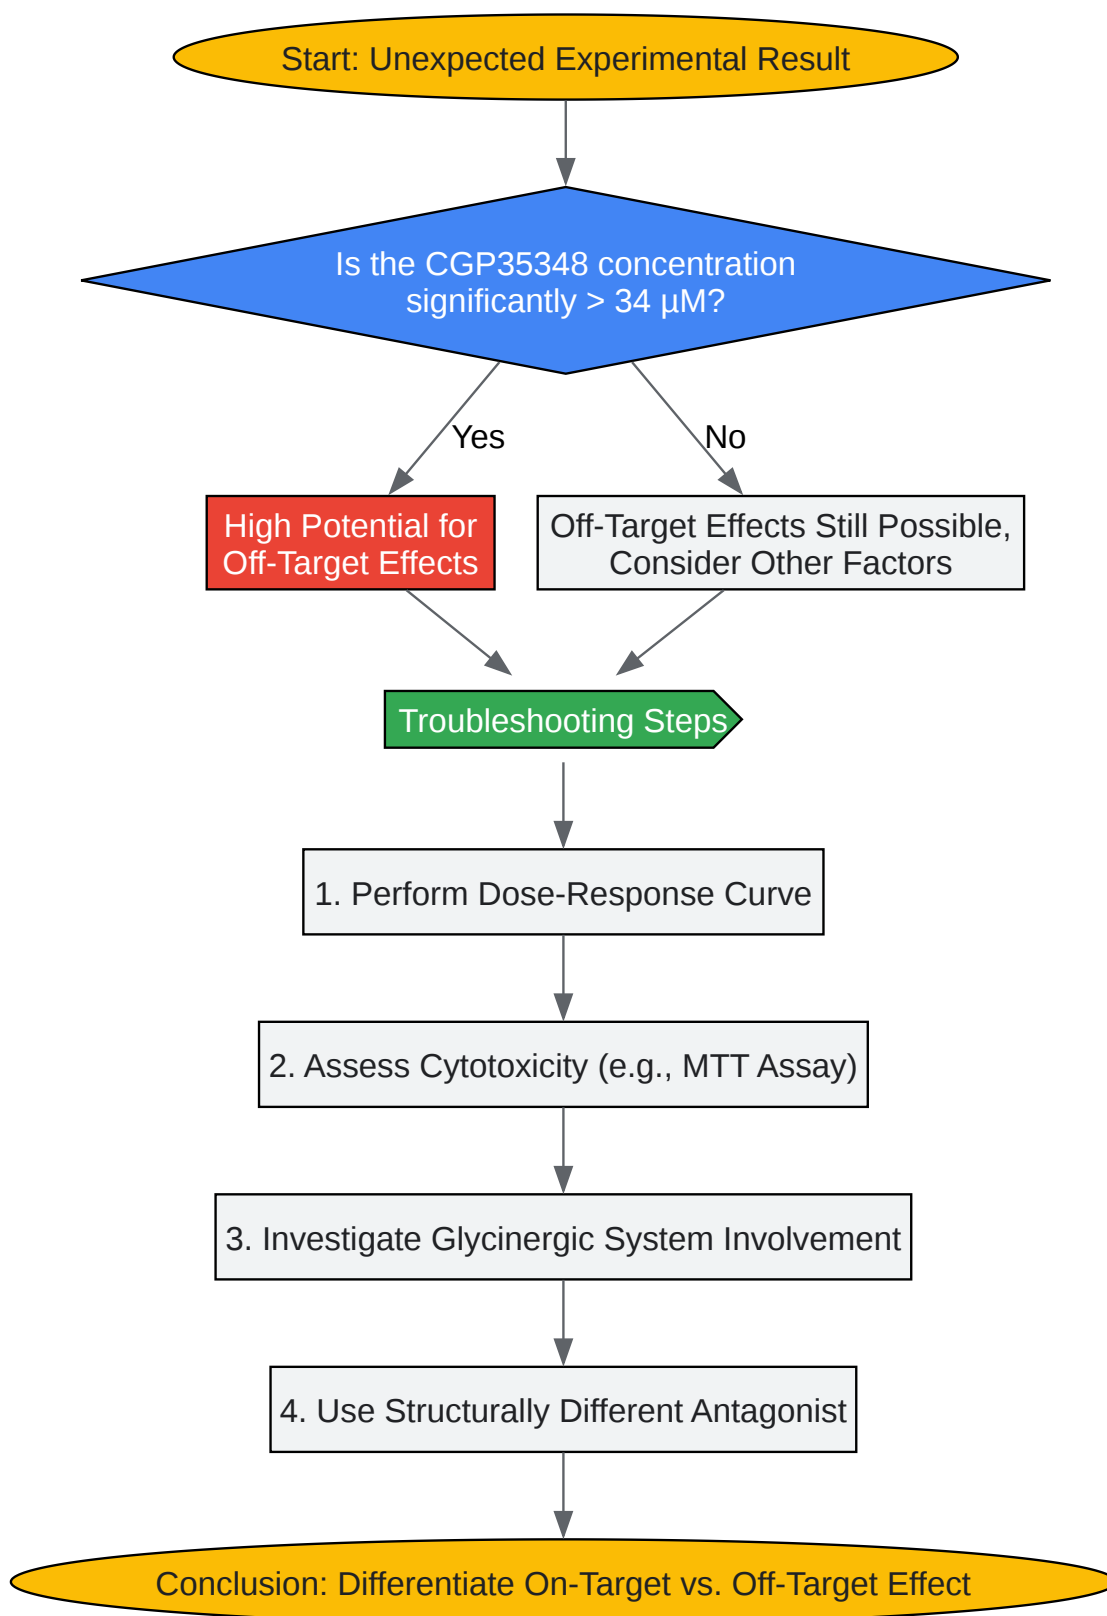 Start: Unexpected Experimental Result
Is the CGP35348 concentration
significantly > 34 µM?
Yes
No
High Potential for
Off-Target Effects
Off-Target Effects Still Possible,
Consider Other Factors
Troubleshooting Steps
1. Perform Dose-Response Curve
2. Assess Cytotoxicity (e.g., MTT Assay)
3. Investigate Glycinergic System Involvement
4. Use Structurally Different Antagonist
Conclusion: Differentiate On-Target vs. Off-Target Effect